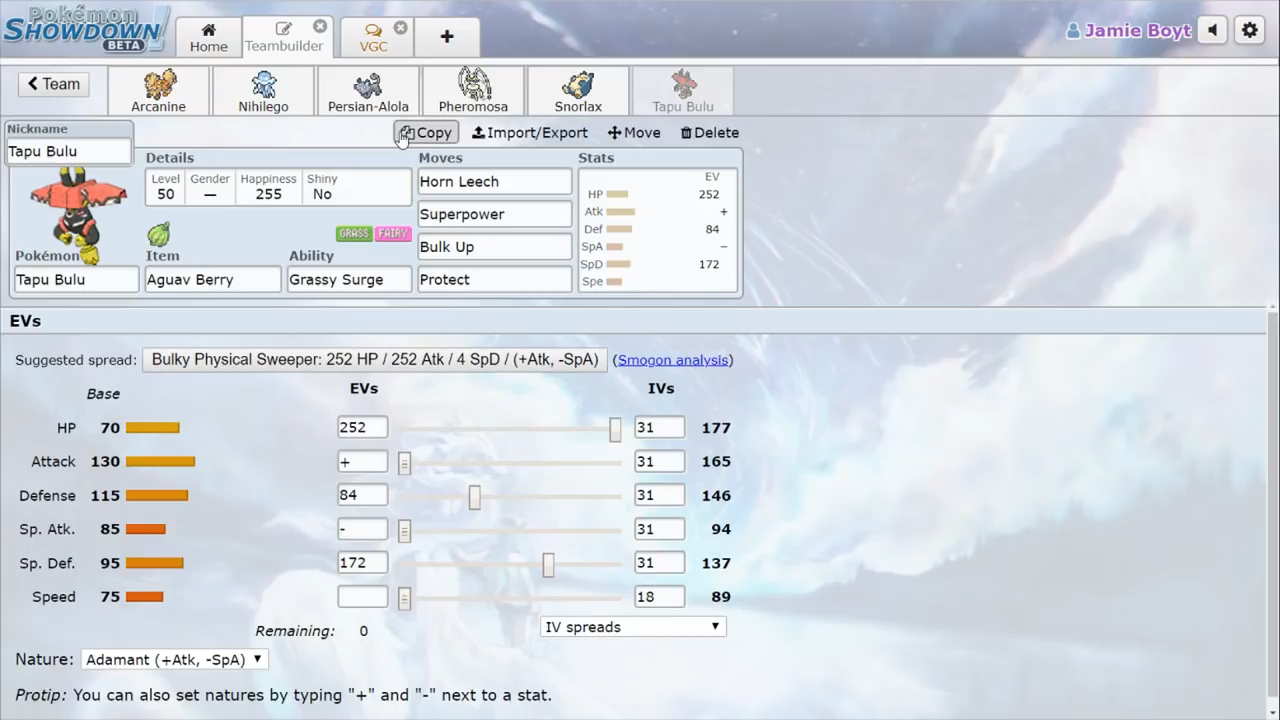 Pokémon
SHOWDOWN!
BETA
Home
Teambuilder
VGC
+
Jamie Boyt
< Team
Arcanine
Nihilego
Persian-Alola
Pheromosa
Snorlax
Tapu Bulu
Nickname
Tapu Bulu
Copy
Import/Export
Move
Delete
Details
Level
50
Gender
—
Happiness
255
Shiny
No
GRASS FAIRY
Pokémon
Tapu Bulu
Item
Aguav Berry
Ability
Grassy Surge
Moves
Horn Leech
Superpower
Bulk Up
Protect
Stats
EV
HP 252
Atk +
Def 84
SpA −
SpD 172
Spe
EVs
Suggested spread: Bulky Physical Sweeper: 252 HP / 252 Atk / 4 SpD / (+Atk, -SpA) (Smogon analysis)
Base EVs IVs
HP 70 252 31 177
Attack 130 + 31 165
Defense 115 84 31 146
Sp. Atk. 85 - 31 94
Sp. Def. 95 172 31 137
Speed 75 18 89
Remaining: 0
IV spreads
Nature: Adamant (+Atk, -SpA)
Protip: You can also set natures by typing "+" and "-" next to a stat.